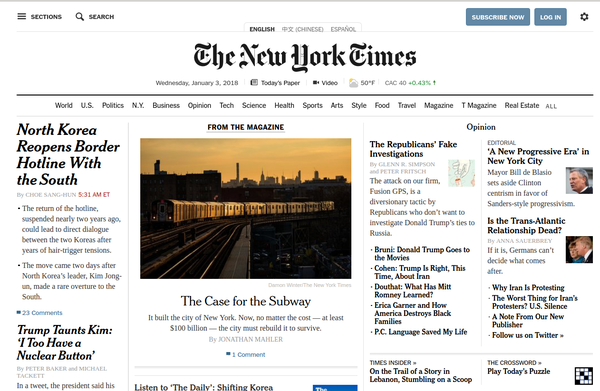 SECTIONS
SEARCH
SUBSCRIBE NOW
LOG IN
ENGLISH
中文 (CHINESE)
ESPAÑOL
The New York Times
Wednesday, January 3, 2018
Today's Paper
Video
50°F
CAC 40 +0.43% ↑
World U.S. Politics N.Y. Business Opinion Tech Science Health Sports Arts Style Food Travel Magazine T Magazine Real Estate ALL
North Korea
Reopens Border
Hotline With
the South
By CHOE SANG-HUN 5:31 AM ET
• The return of the hotline,
suspended nearly two years ago,
could lead to direct dialogue
between the two Koreas after
years of hair-trigger tensions.
• The move came two days after
North Korea's leader, Kim Jong-
un, made a rare overture to the
South.
23 Comments
Trump Taunts Kim:
'I Too Have a
Nuclear Button'
By PETER BAKER and MICHAEL
TACKETT
In a tweet, the president said his
FROM THE MAGAZINE
Damon Winter/The New York Times
The Case for the Subway
It built the city of New York. Now, no matter the cost — at least
$100 billion — the city must rebuild it to survive.
By JONATHAN MAHLER
1 Comment
Listen to 'The Daily': Shifting Korea
The
Opinion
The Republicans' Fake
Investigations
By GLENN R. SIMPSON
and PETER FRITSCH
The attack on our firm,
Fusion GPS, is a
diversionary tactic by
Republicans who don't want to
investigate Donald Trump's ties to
Russia.
• Bruni: Donald Trump Goes to
the Movies
• Cohen: Trump Is Right, This
Time, About Iran
• Douthat: What Has Mitt
Romney Learned?
• Erica Garner and How
America Destroys Black
Families
• P.C. Language Saved My Life
EDITORIAL
'A New Progressive Era' in
New York City
Mayor Bill de Blasio
sets aside Clinton
centrism in favor of
Sanders-style progressivism.
Is the Trans-Atlantic
Relationship Dead?
By ANNA SAUERBREY
If it is, Germans can't
decide what comes
after.
• Why Iran Is Protesting
• The Worst Thing for Iran's
Protesters? U.S. Silence
• A Note From Our New
Publisher
• Follow us on Twitter »
TIMES INSIDER »
On the Trail of a Story in
Lebanon, Stumbling on a Scoop
THE CROSSWORD »
Play Today's Puzzle